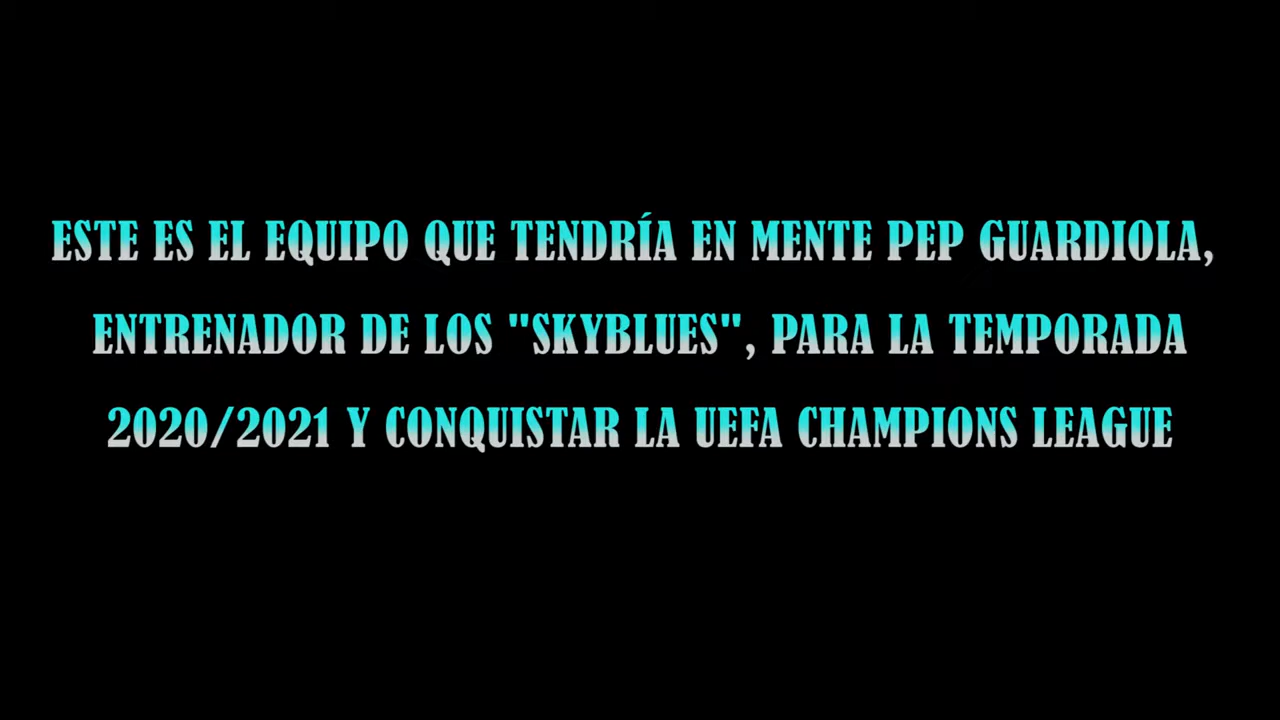 ESTE ES EL EQUIPO QUE TENDRÍA EN MENTE PEP GUARDIOLA,
ENTRENADOR DE LOS "SKYBLUES", PARA LA TEMPORADA
2020/2021 Y CONQUISTAR LA UEFA CHAMPIONS LEAGUE